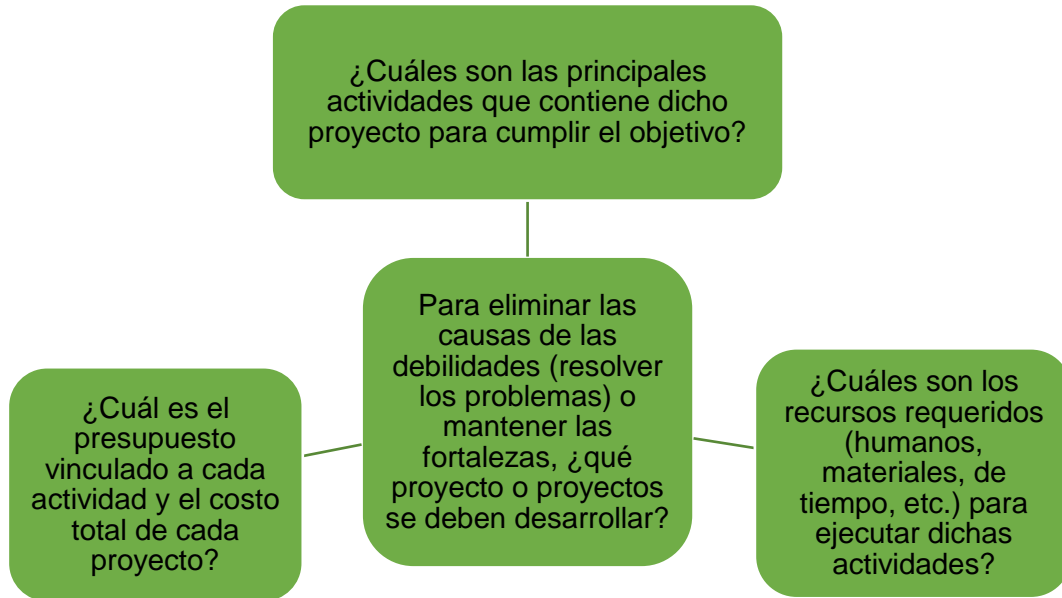 ¿Cuáles son las principales
actividades que contiene dicho
proyecto para cumplir el objetivo?
Para eliminar las
causas de las
debilidades (resolver
los problemas) o
mantener las
fortalezas, ¿qué
proyecto o proyectos
se deben desarrollar?
¿Cuál es el
presupuesto
vinculado a cada
actividad y el costo
total de cada
proyecto?
¿Cuáles son los
recursos requeridos
(humanos,
materiales, de
tiempo, etc.) para
ejecutar dichas
actividades?